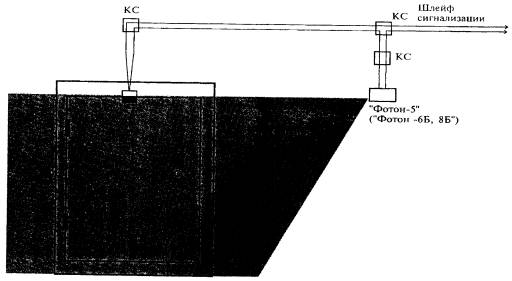 КС
КС
Шлейф
сигнализации
КС
"Фотон-5"
("Фотон -6Б, 8Б")